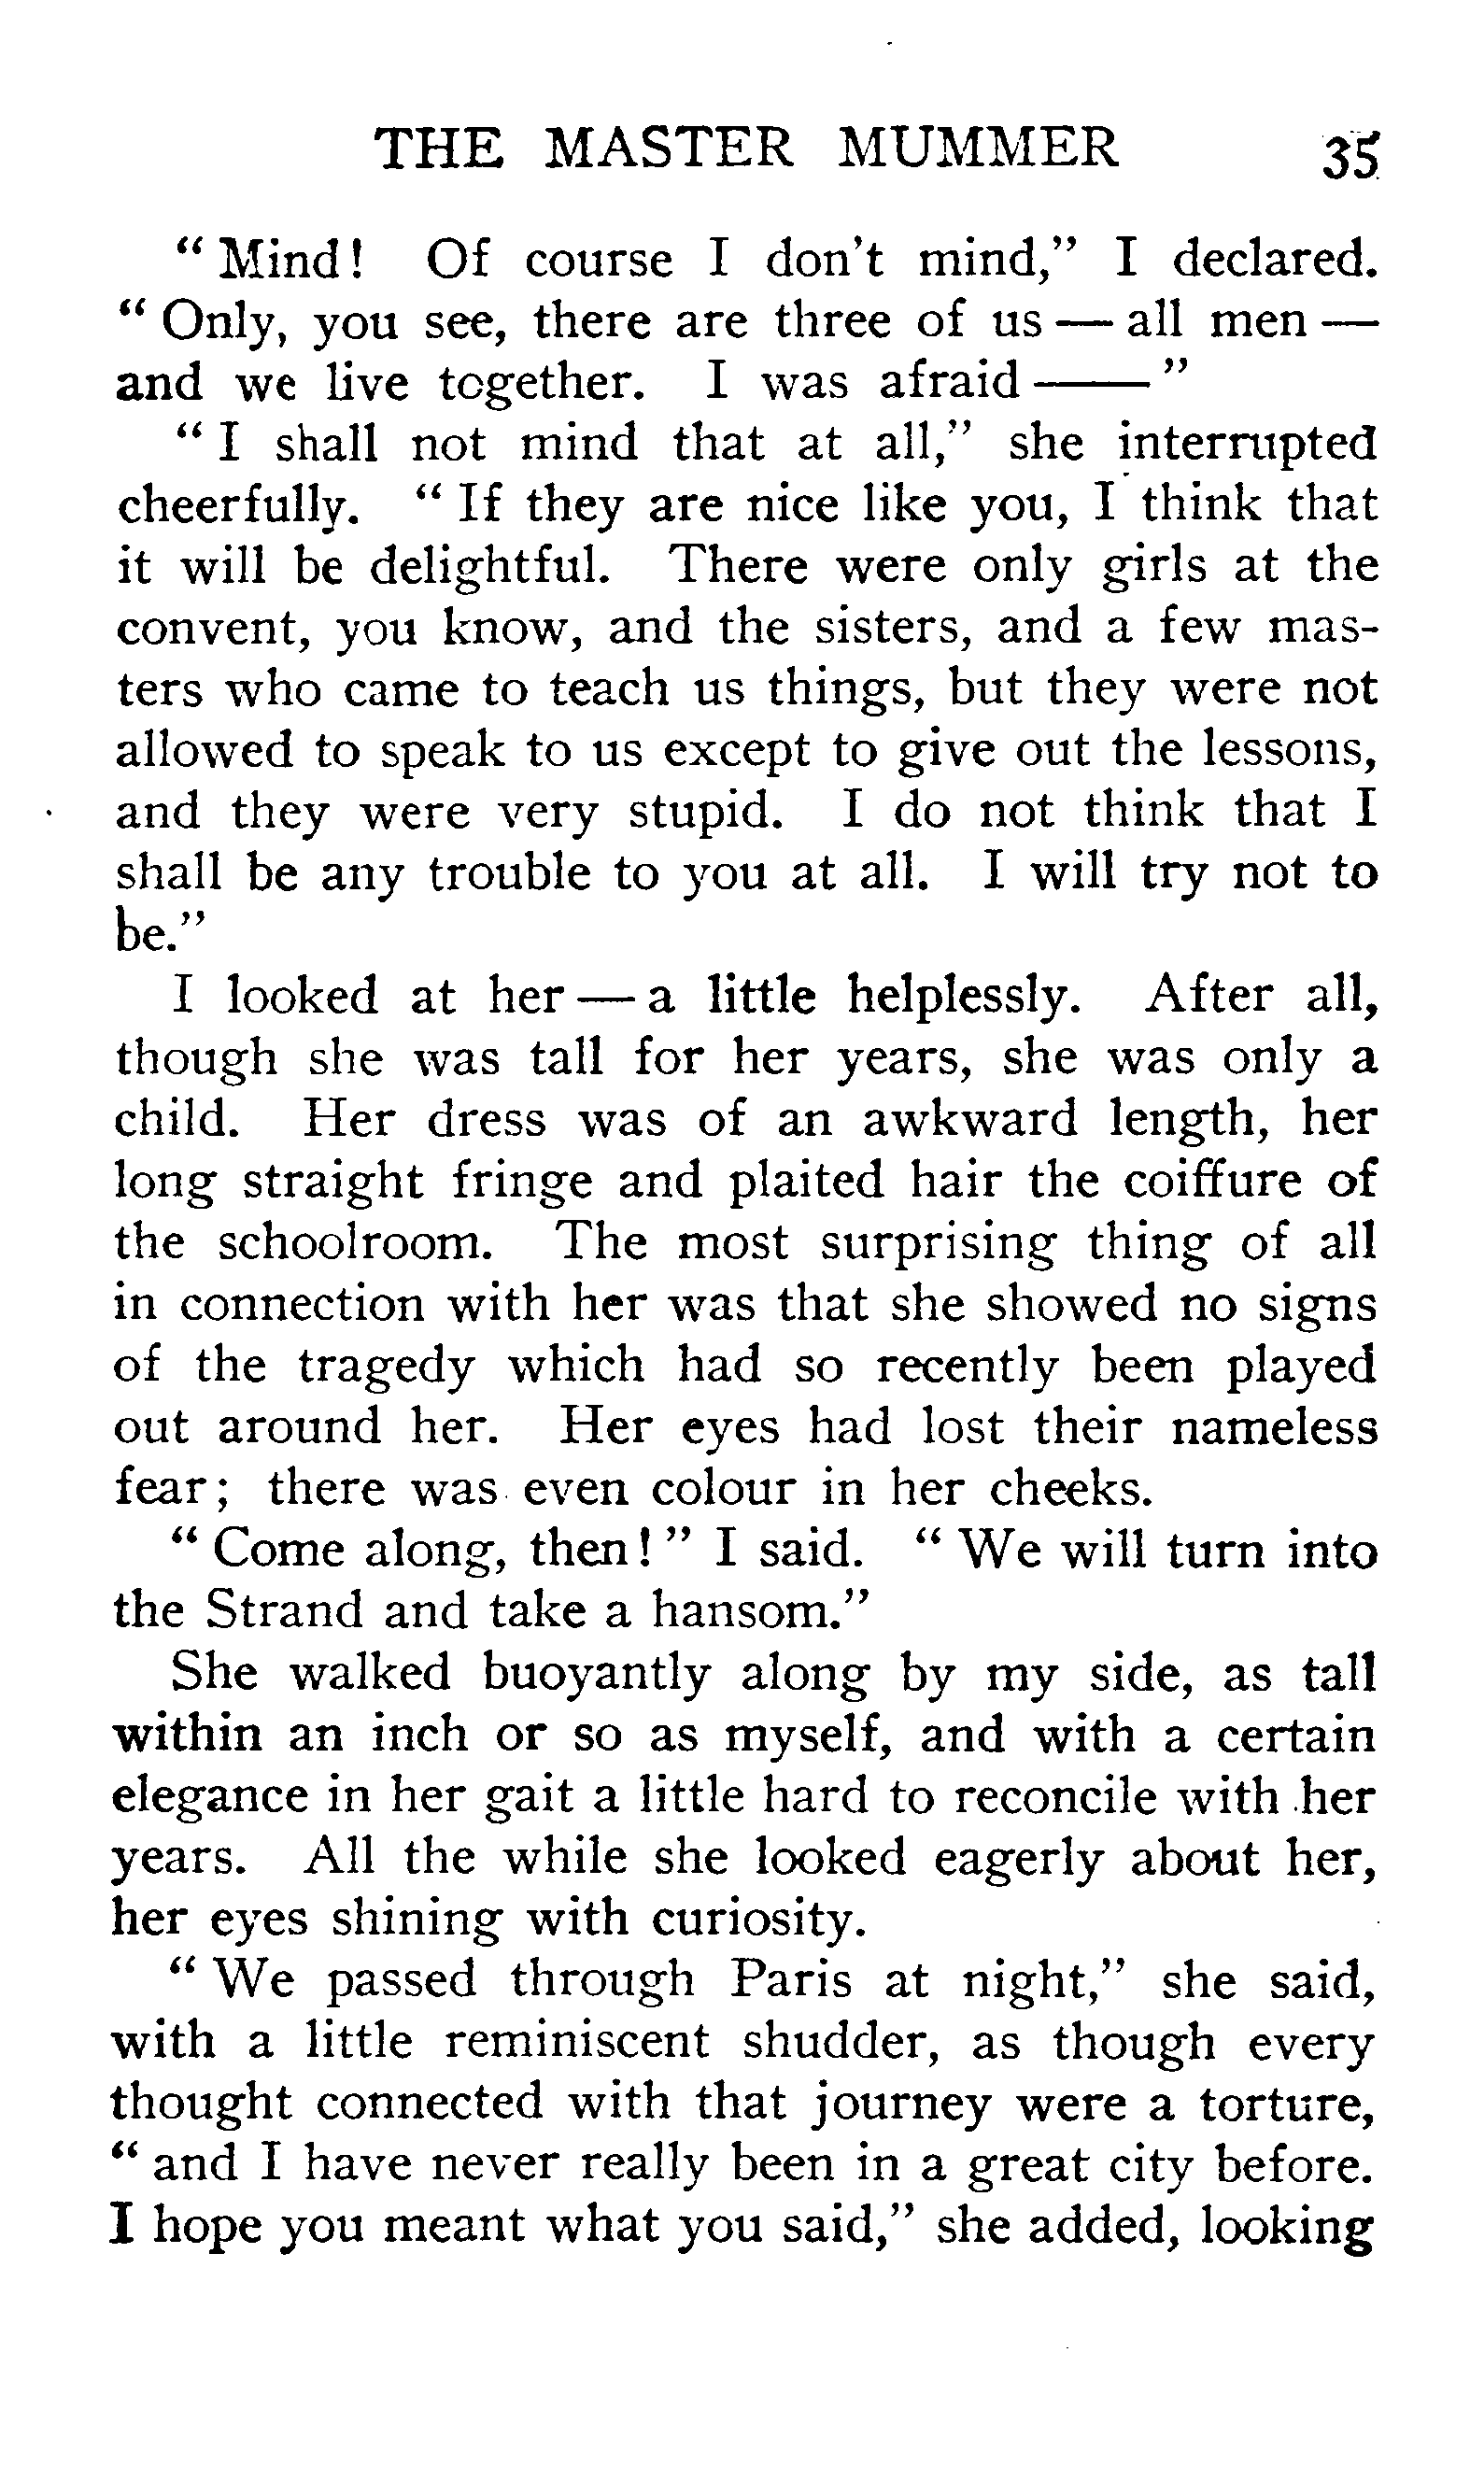 THE MASTER MUMMER 35
“ Mind! Of course I don't mind,” I declared.
“ Only, you see, there are three of us — all men —
and we live together. I was afraid —— ”
“ I shall not mind that at all,” she interrupted
cheerfully. “ If they are nice like you, I think that
it will be delightful. There were only girls at the
convent, you know, and the sisters, and a few mas-
ters who came to teach us things, but they were not
allowed to speak to us except to give out the lessons,
and they were very stupid. I do not think that I
shall be any trouble to you at all. I will try not to
be.”
I looked at her — a little helplessly. After all,
though she was tall for her years, she was only a
child. Her dress was of an awkward length, her
long straight fringe and plaited hair the coiffure of
the schoolroom. The most surprising thing of all
in connection with her was that she showed no signs
of the tragedy which had so recently been played
out around her. Her eyes had lost their nameless
fear; there was even colour in her cheeks.
“ Come along, then! ” I said. “ We will turn into
the Strand and take a hansom.”
She walked buoyantly along by my side, as tall
within an inch or so as myself, and with a certain
elegance in her gait a little hard to reconcile with her
years. All the while she looked eagerly about her,
her eyes shining with curiosity.
“ We passed through Paris at night,” she said,
with a little reminiscent shudder, as though every
thought connected with that journey were a torture,
“ and I have never really been in a great city before.
I hope you meant what you said,” she added, looking